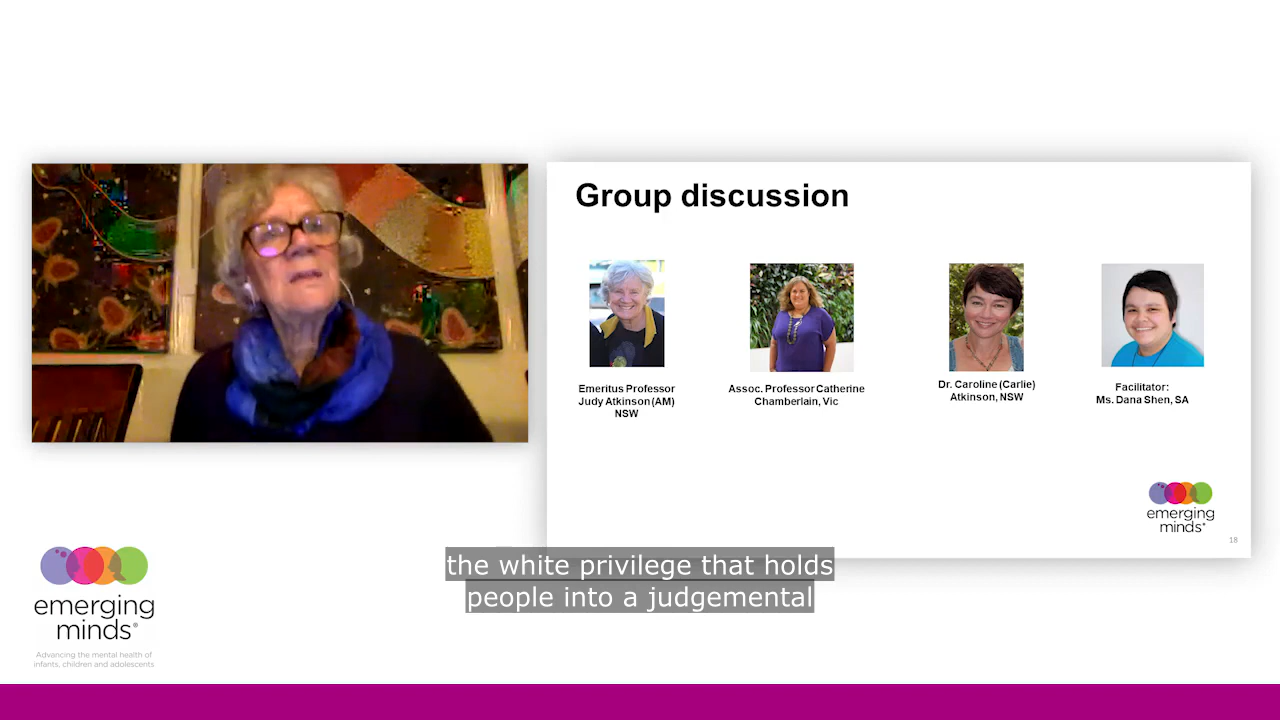 Group discussion
Emeritus Professor
Judy Atkinson (AM)
NSW
Assoc. Professor Catherine
Chamberlain, Vic
Dr. Caroline (Carlie)
Atkinson, NSW
Facilitator:
Ms. Dana Shen, SA
emerging
minds®
18
the white privilege that holds
people into a judgemental
emerging
minds®
Advancing the mental health of
infants, children and adolescents